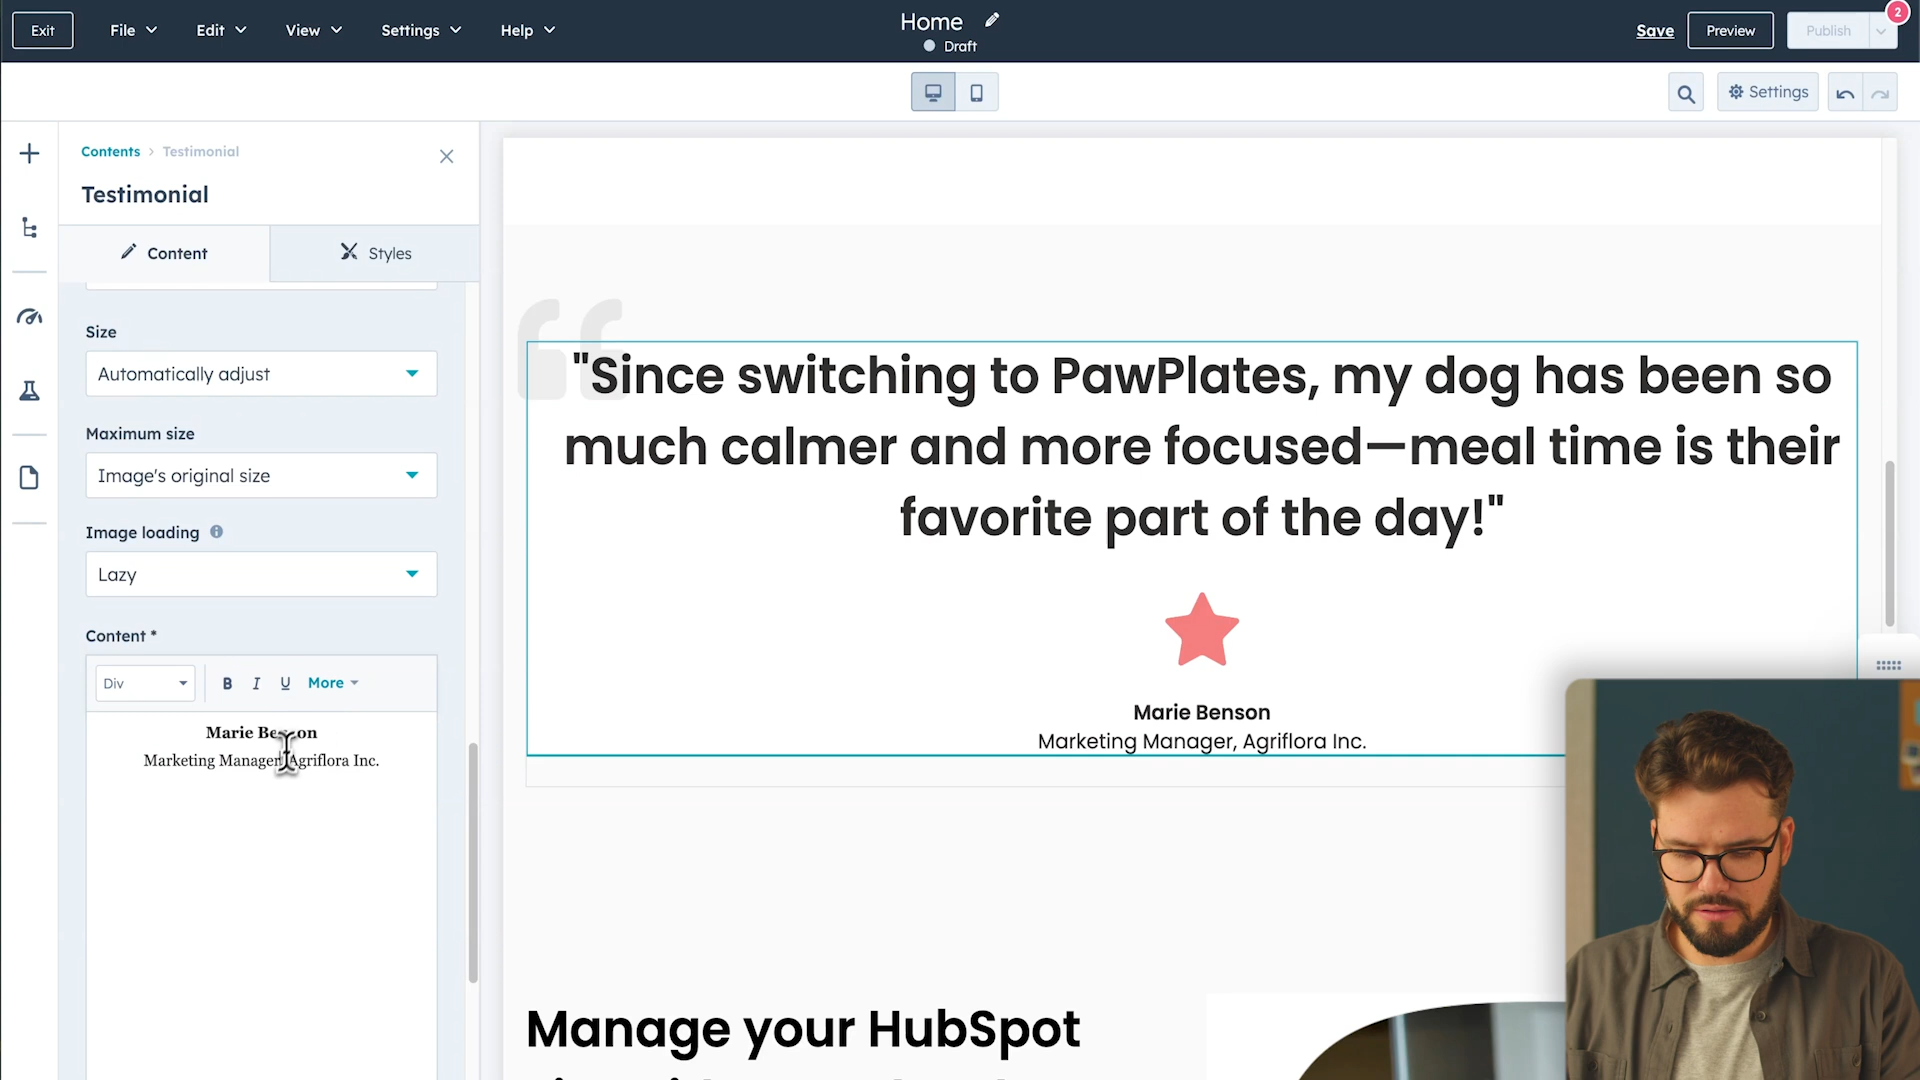 Exit
File
Edit
View
Settings
Help
Home
Draft
Save
Preview
Publish
2
Settings
Contents > Testimonial
Testimonial
Content
Styles
Size
Automatically adjust
Maximum size
Image's original size
Image loading
Lazy
Content *
Div
B I U More
Marie Benson
Marketing Manager, Agriflora Inc.
"Since switching to PawPlates, my dog has been so
much calmer and more focused—meal time is their
favorite part of the day!"
Marie Benson
Marketing Manager, Agriflora Inc.
Manage your HubSpot